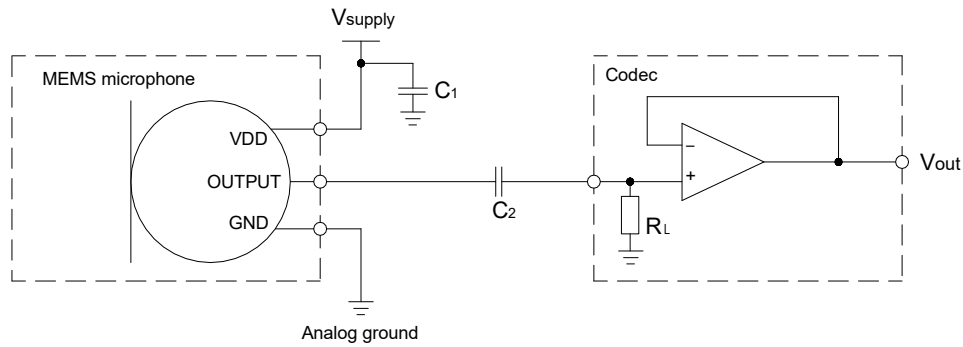 Vsupply
MEMS microphone
C1
Codec
VDD
OUTPUT
GND
C2
RL
−
+
Vout
Analog ground